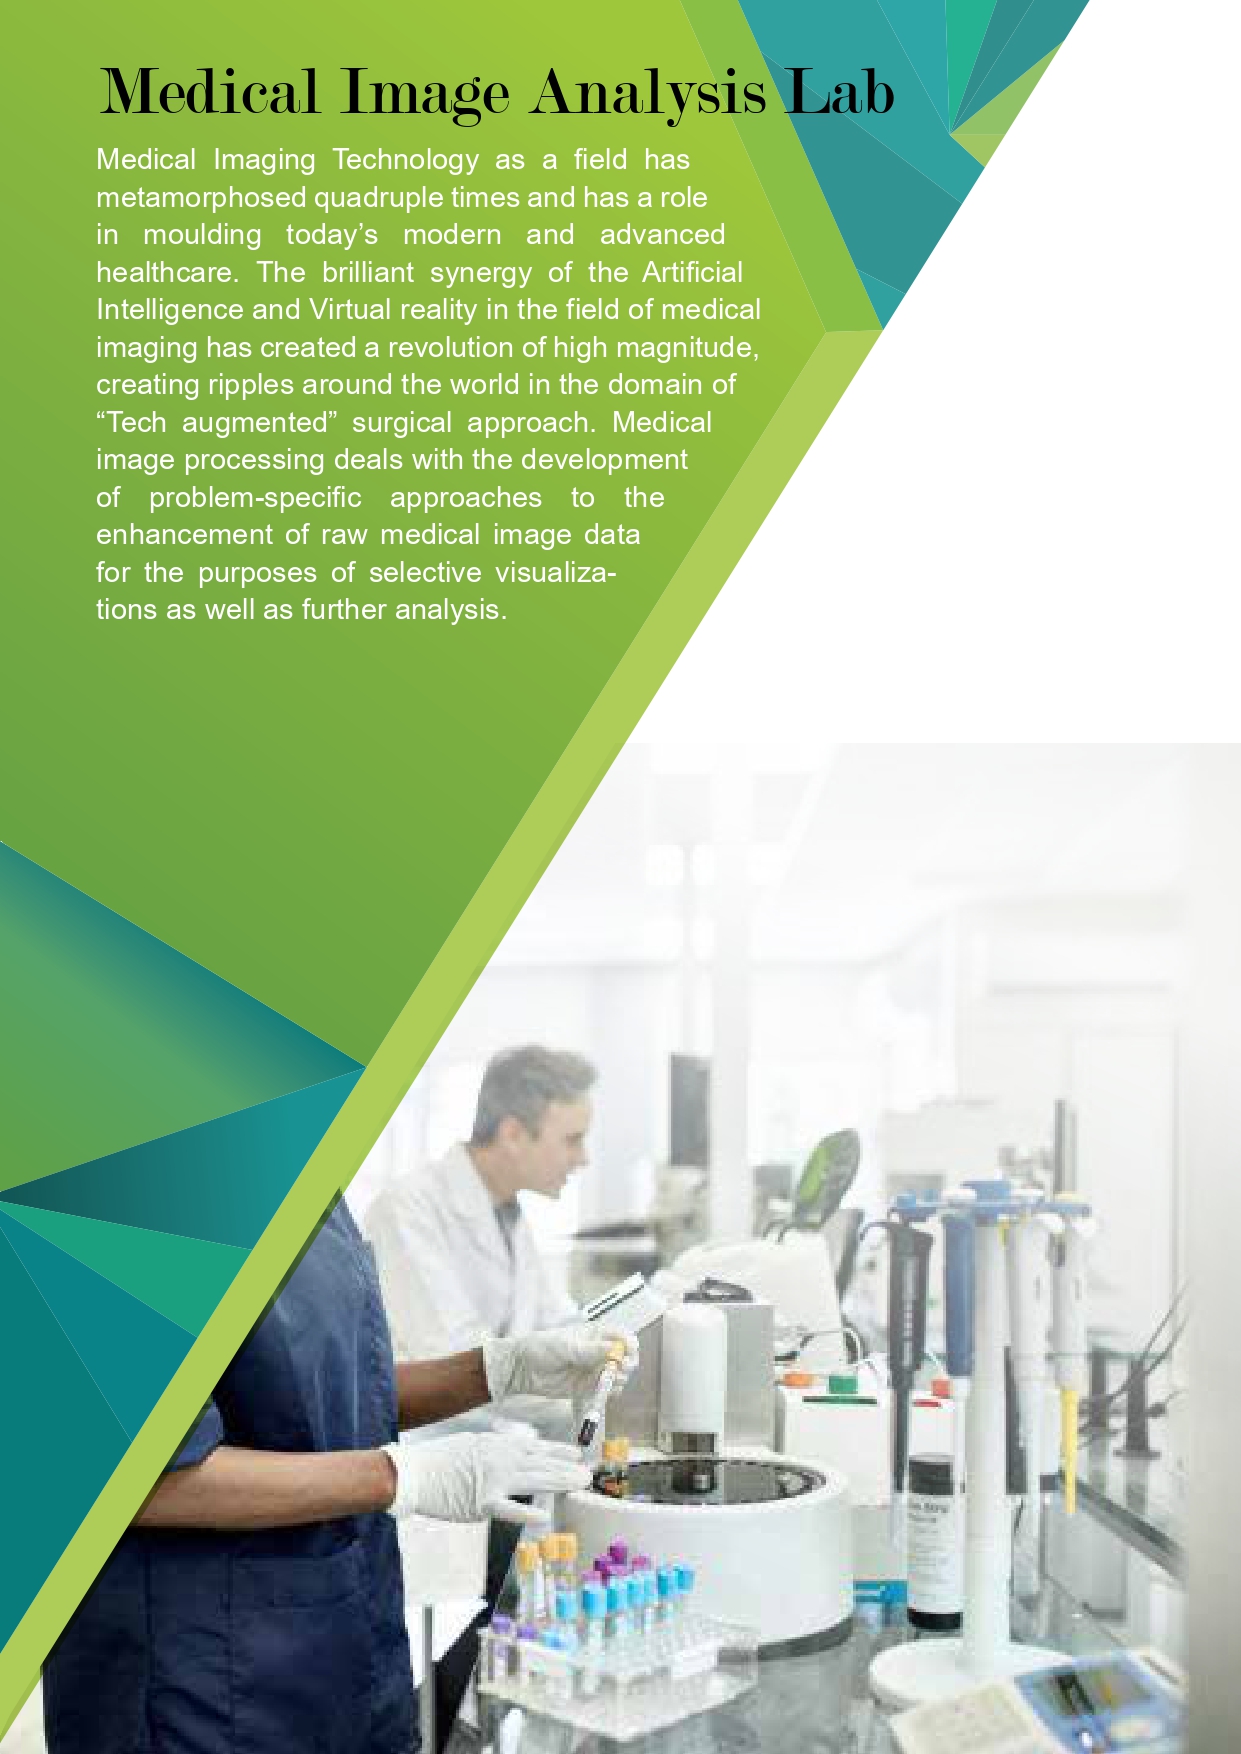 Medical Image Analysis Lab
Medical Imaging Technology as a field has
metamorphosed quadruple times and has a role
in moulding today’s modern and advanced
healthcare. The brilliant synergy of the Artificial
Intelligence and Virtual reality in the field of medical
imaging has created a revolution of high magnitude,
creating ripples around the world in the domain of
“Tech augmented” surgical approach. Medical
image processing deals with the development
of problem-specific approaches to the
enhancement of raw medical image data
for the purposes of selective visualiza-
tions as well as further analysis.